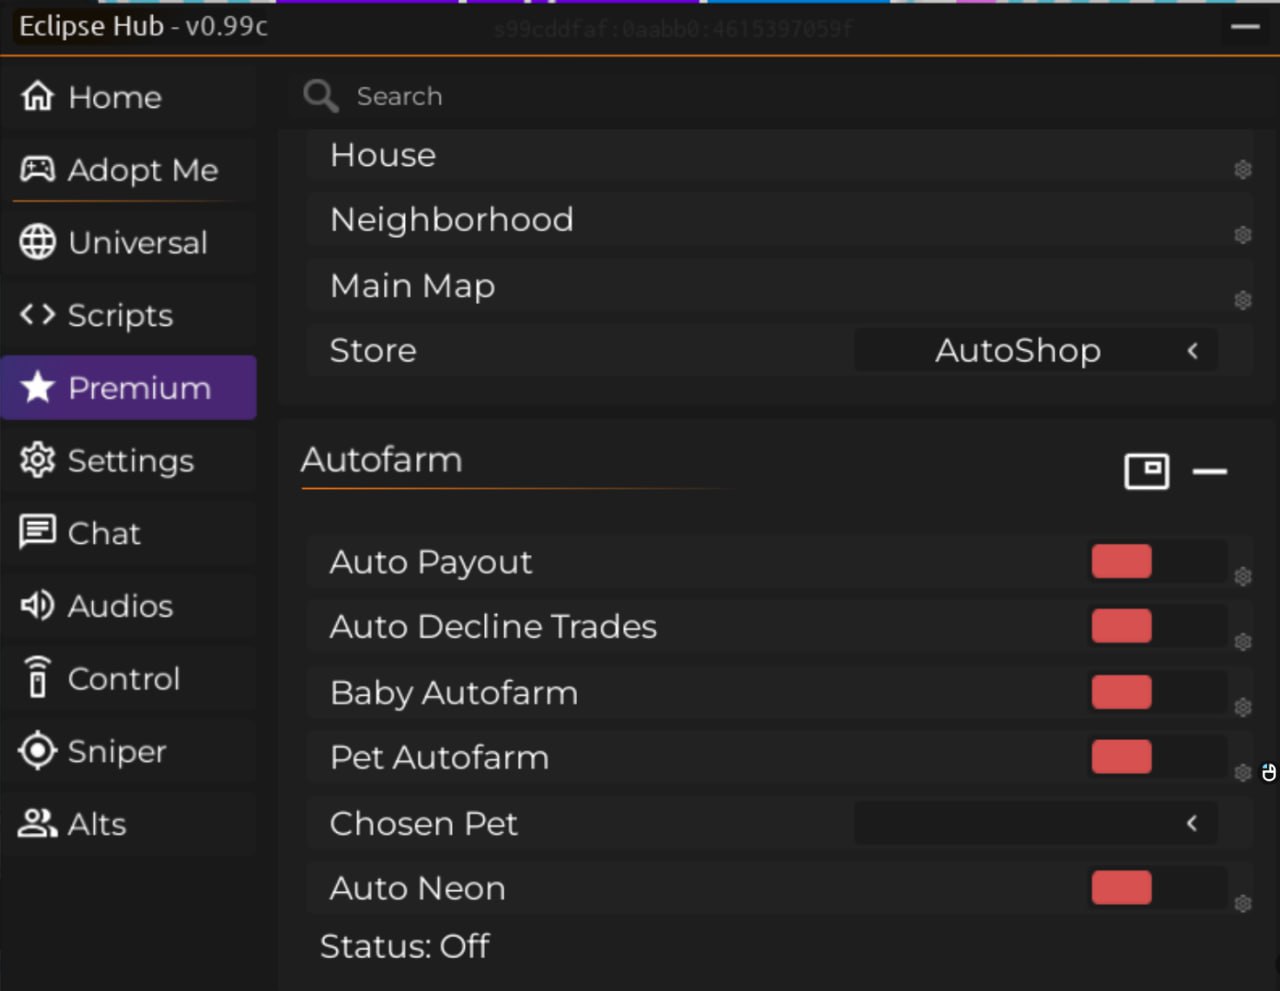 Eclipse Hub - v0.99c
s99cddfaf:0aabb0:4615397059f
Home
Adopt Me
Universal
Scripts
Premium
Settings
Chat
Audios
Control
Sniper
Alts
Search
House
Neighborhood
Main Map
Store AutoShop
Autofarm
Auto Payout
Auto Decline Trades
Baby Autofarm
Pet Autofarm
Chosen Pet
Auto Neon
Status: Off